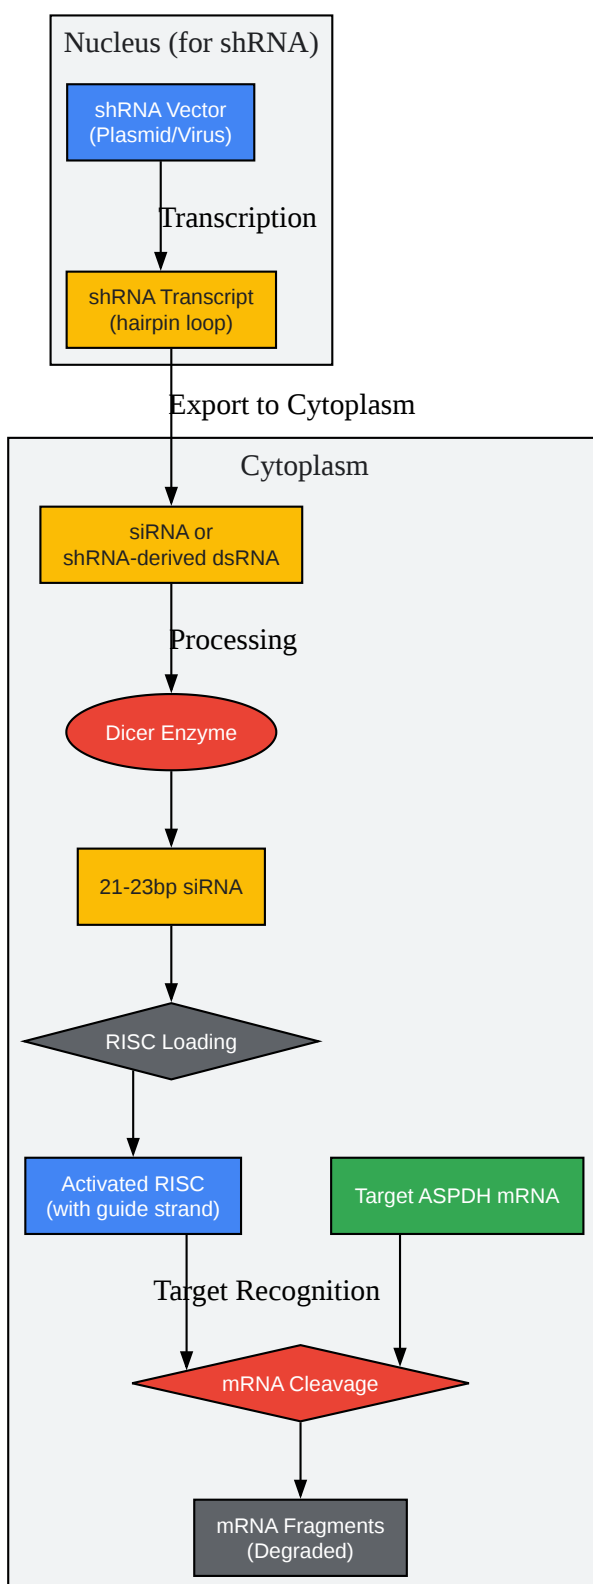 Nucleus (for shRNA)
shRNA Vector
(Plasmid/Virus)
Transcription
shRNA Transcript
(hairpin loop)
Export to Cytoplasm
Cytoplasm
siRNA or
shRNA-derived dsRNA
Processing
Dicer Enzyme
21-23bp siRNA
RISC Loading
Activated RISC
(with guide strand)
Target ASPDH mRNA
Target Recognition
mRNA Cleavage
mRNA Fragments
(Degraded)